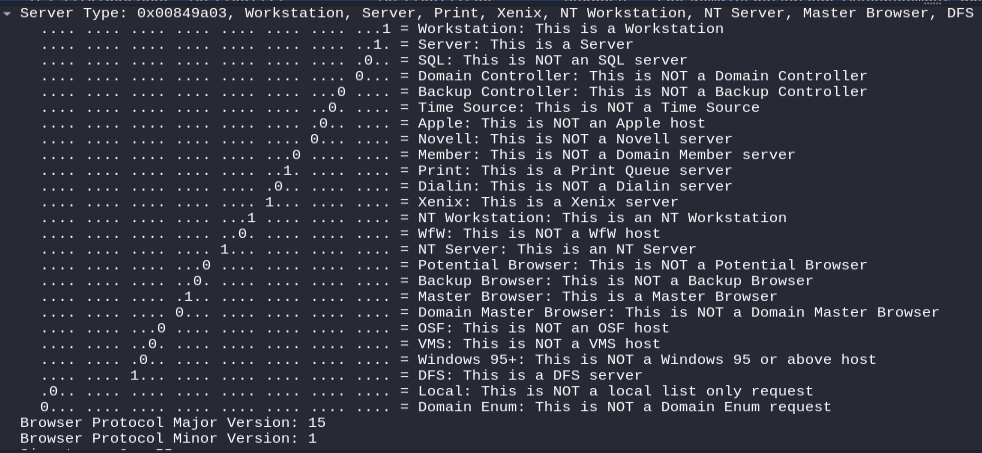 Server Type: 0x00849a03, Workstation, Server, Print, Xenix, NT Workstation, NT Server, Master Browser, DFS
.... .... .... .... .... .... .... ...1 = Workstation: This is a Workstation
.... .... .... .... .... .... .... ..1. = Server: This is a Server
.... .... .... .... .... .... .... .0.. = SQL: This is NOT an SQL server
.... .... .... .... .... .... .... 0... = Domain Controller: This is NOT a Domain Controller
.... .... .... .... .... .... ...0 .... = Backup Controller: This is NOT a Backup Controller
.... .... .... .... .... .... ..0. .... = Time Source: This is NOT a Time Source
.... .... .... .... .... .... .0.. .... = Apple: This is NOT an Apple host
.... .... .... .... .... .... 0... .... = Novell: This is NOT a Novell server
.... .... .... .... .... ...0 .... .... = Member: This is NOT a Domain Member server
.... .... .... .... .... ..1. .... .... = Print: This is a Print Queue server
.... .... .... .... .... .0.. .... .... = Dialin: This is NOT a Dialin server
.... .... .... .... .... 1... .... .... = Xenix: This is a Xenix server
.... .... .... .... ...1 .... .... .... = NT Workstation: This is an NT Workstation
.... .... .... .... ..0. .... .... .... = WfW: This is NOT a WfW host
.... .... .... .... 1... .... .... .... = NT Server: This is an NT Server
.... .... .... ...0 .... .... .... .... = Potential Browser: This is NOT a Potential Browser
.... .... .... ..0. .... .... .... .... = Backup Browser: This is NOT a Backup Browser
.... .... .... .1.. .... .... .... .... = Master Browser: This is a Master Browser
.... .... .... 0... .... .... .... .... = Domain Master Browser: This is NOT a Domain Master Browser
.... .... ...0 .... .... .... .... .... = OSF: This is NOT an OSF host
.... .... ..0. .... .... .... .... .... = VMS: This is NOT a VMS host
.... .... .0.. .... .... .... .... .... = Windows 95+: This is NOT a Windows 95 or above host
.... .... 1... .... .... .... .... .... = DFS: This is a DFS server
.0.. .... .... .... .... .... .... .... = Local: This is NOT a local list only request
0... .... .... .... .... .... .... .... = Domain Enum: This is NOT a Domain Enum request
Browser Protocol Major Version: 15
Browser Protocol Minor Version: 1